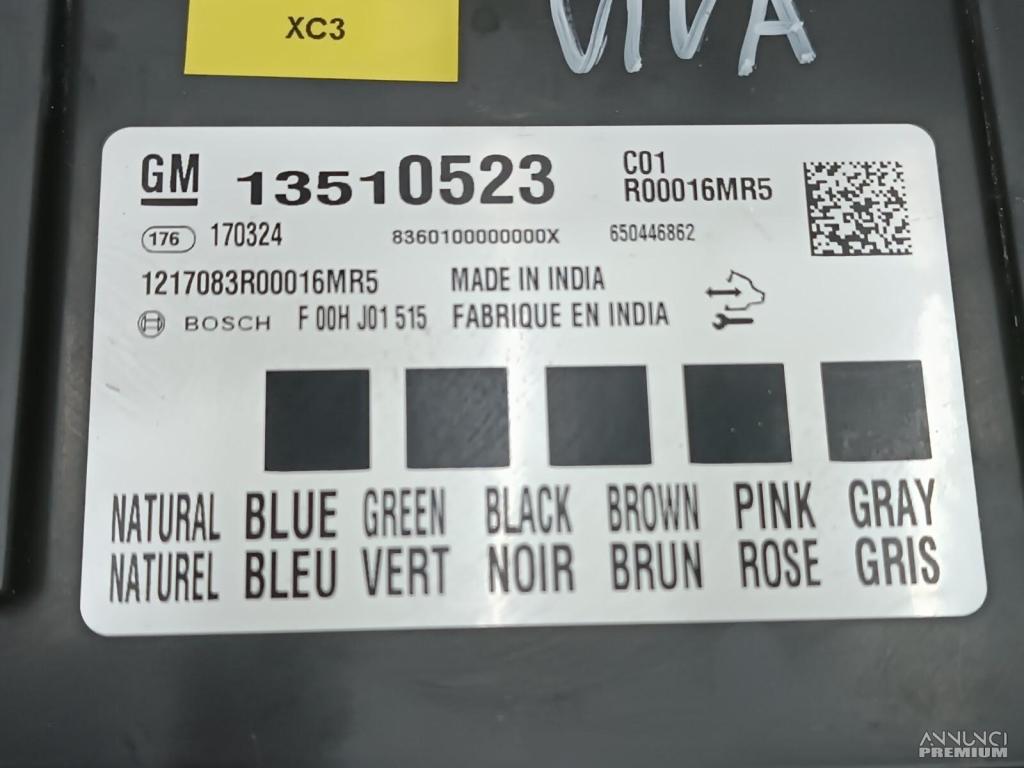 XC3
VIVA
GM 13510523 C01
R00016MR5
176 170324 8360100000000X 650446862
1217083R00016MR5 MADE IN INDIA
BOSCH F 00H J01 515 FABRIQUE EN INDIA
NATURAL BLUE GREEN BLACK BROWN PINK GRAY
NATUREL BLEU VERT NOIR BRUN ROSE GRIS
ANNUNCI
PREMIUM